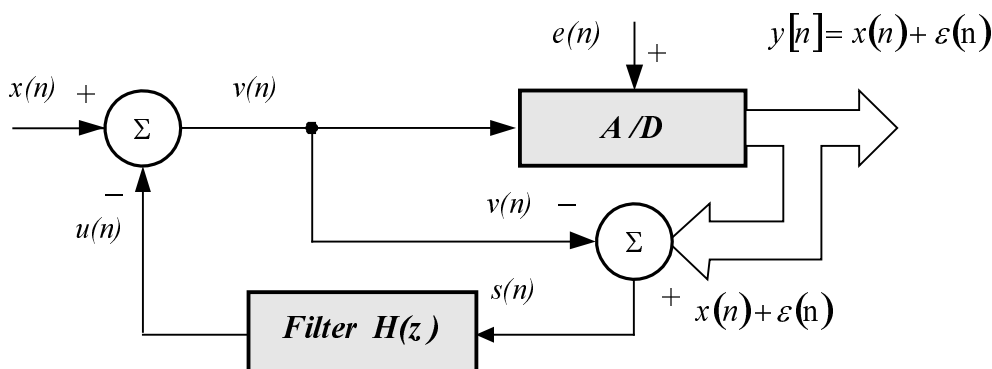 e(n)
y[n]= x(n)+ ε(n)
+
x(n) +
v(n)
Σ
A /D
−
u(n)
v(n) −
Σ
s(n)
+ x(n)+ ε(n)
Filter H(z )